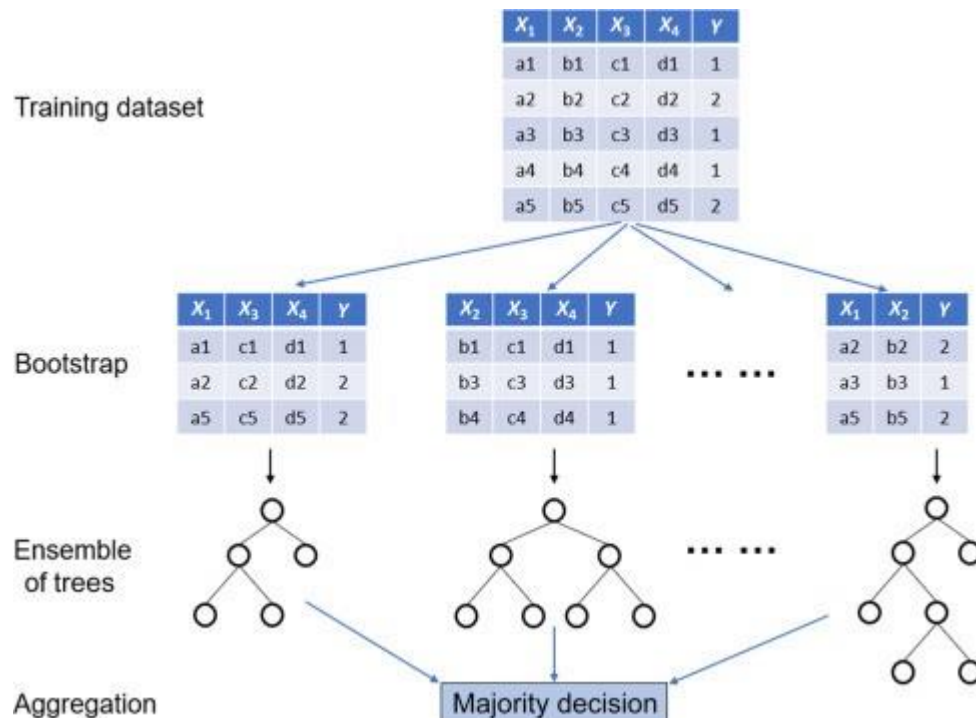 X₁ X₂ X₃ X₄ Y
a1 b1 c1 d1 1
Training dataset
a2 b2 c2 d2 2
a3 b3 c3 d3 1
a4 b4 c4 d4 1
a5 b5 c5 d5 2
X₁ X₃ X₄ Y
a1 c1 d1 1
a2 c2 d2 2
a5 c5 d5 2
X₂ X₃ X₄ Y
b1 c1 d1 1
b3 c3 d3 1
b4 c4 d4 1
... ...
X₁ X₂ Y
a2 b2 2
a3 b3 1
a5 b5 2
Bootstrap
Ensemble
of trees
... ...
Aggregation
Majority decision